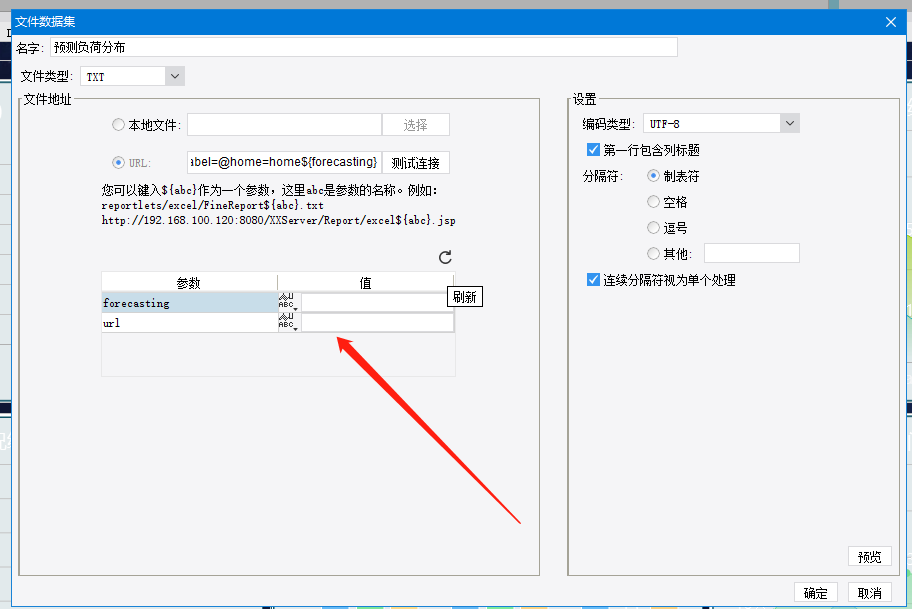 文件数据集
名字: 预测负荷分布
文件类型: TXT
文件地址
本地文件: 选择
URL: abel=@home=home${forecasting} 测试连接
您可以键入${abc}作为一个参数，这里abc是参数的名称。例如:
reportlets/excel/FineReport${abc}.txt
http://192.168.100.120:8080/XXServer/Report/excel${abc}.jsp
参数 值
forecasting ABC
刷新
url ABC
设置
编码类型: UTF-8
第一行包含列标题
分隔符: 制表符
空格
逗号
其他:
连续分隔符视为单个处理
预览
确定 取消